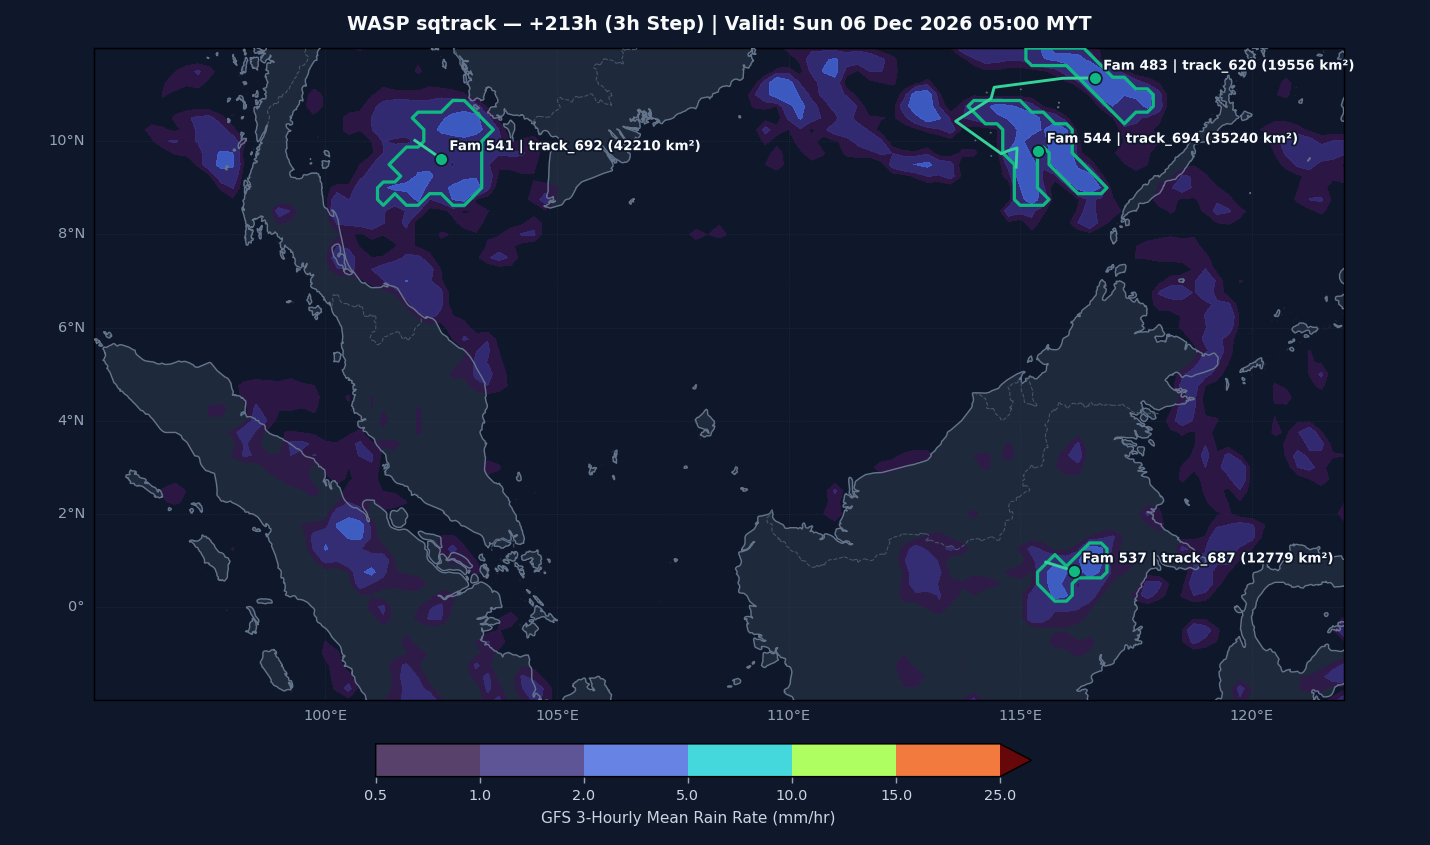 WASP sqtrack — +213h (3h Step) | Valid: Sun 06 Dec 2026 05:00 MYT
Fam 483 | track_620 (19556 km²)
10°N
Fam 541 | track_692 (42210 km²)
Fam 544 | track_694 (35240 km²)
8°N
6°N
4°N
2°N
Fam 537 | track_687 (12779 km²)
0°
100°E
105°E
110°E
115°E
120°E
0.5
1.0
2.0
5.0
10.0
15.0
25.0
GFS 3-Hourly Mean Rain Rate (mm/hr)